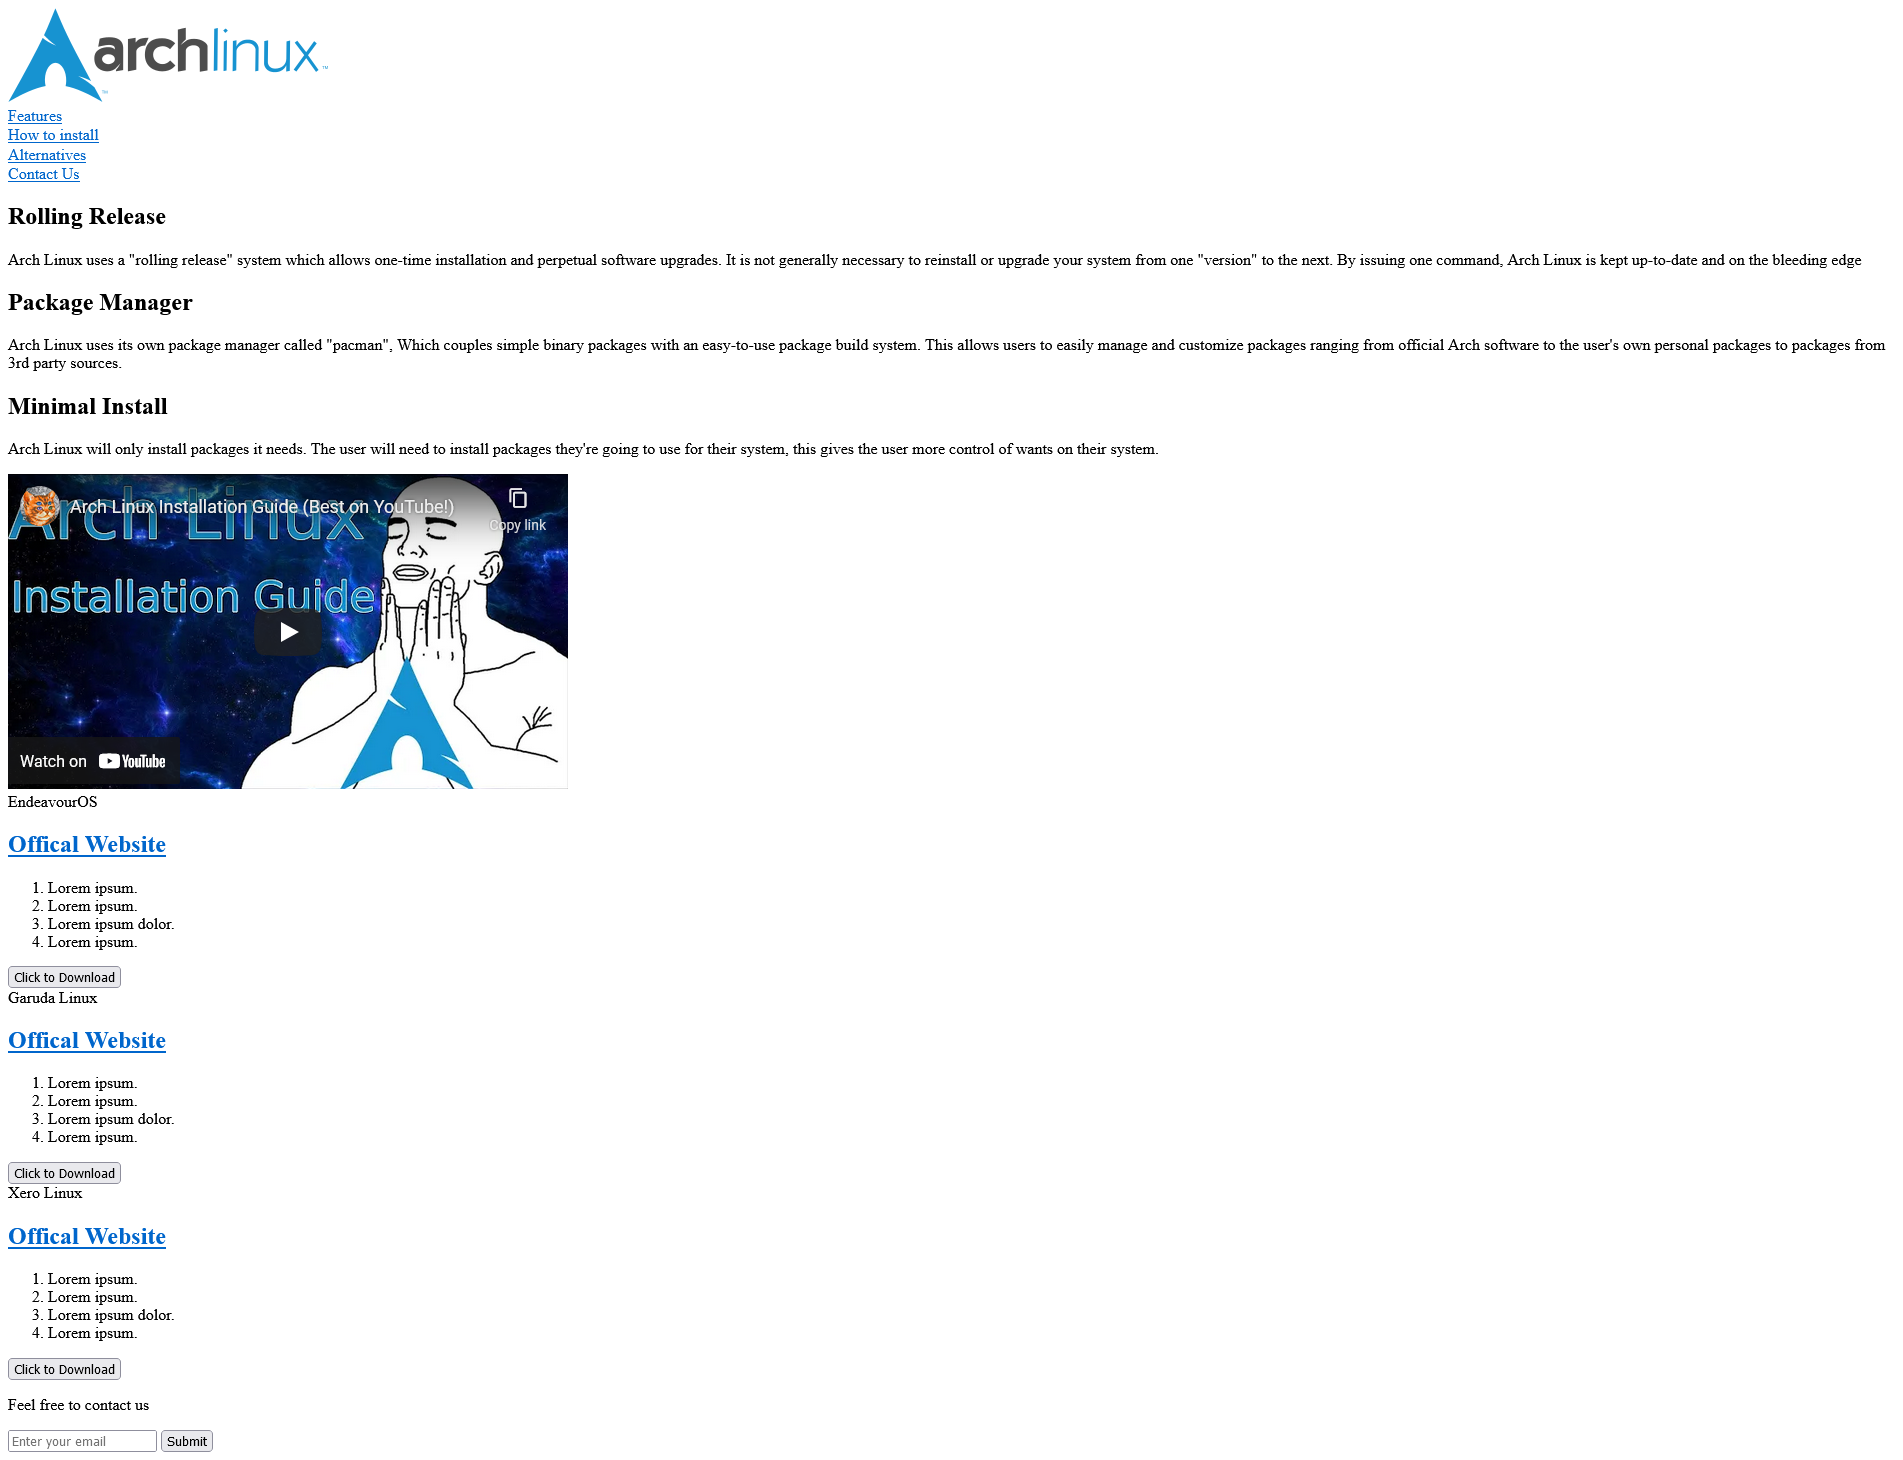 archlinux ™
™
Features
How to install
Alternatives
Contact Us
Rolling Release
Arch Linux uses a "rolling release" system which allows one-time installation and perpetual software upgrades. It is not generally necessary to reinstall or upgrade your system from one "version" to the next. By issuing one command, Arch Linux is kept up-to-date and on the bleeding edge
Package Manager
Arch Linux uses its own package manager called "pacman", Which couples simple binary packages with an easy-to-use package build system. This allows users to easily manage and customize packages ranging from official Arch software to the user's own personal packages to packages from
3rd party sources.
Minimal Install
Arch Linux will only install packages it needs. The user will need to install packages they're going to use for their system, this gives the user more control of wants on their system.
Arch Linux Installation Guide (Best on YouTube!)
Copy link
Arch Linux
Installation Guide
Watch on YouTube
EndeavourOS
Offical Website
1. Lorem ipsum.
2. Lorem ipsum.
3. Lorem ipsum dolor.
4. Lorem ipsum.
Click to Download
Garuda Linux
Offical Website
1. Lorem ipsum.
2. Lorem ipsum.
3. Lorem ipsum dolor.
4. Lorem ipsum.
Click to Download
Xero Linux
Offical Website
1. Lorem ipsum.
2. Lorem ipsum.
3. Lorem ipsum dolor.
4. Lorem ipsum.
Click to Download
Feel free to contact us
Enter your email Submit